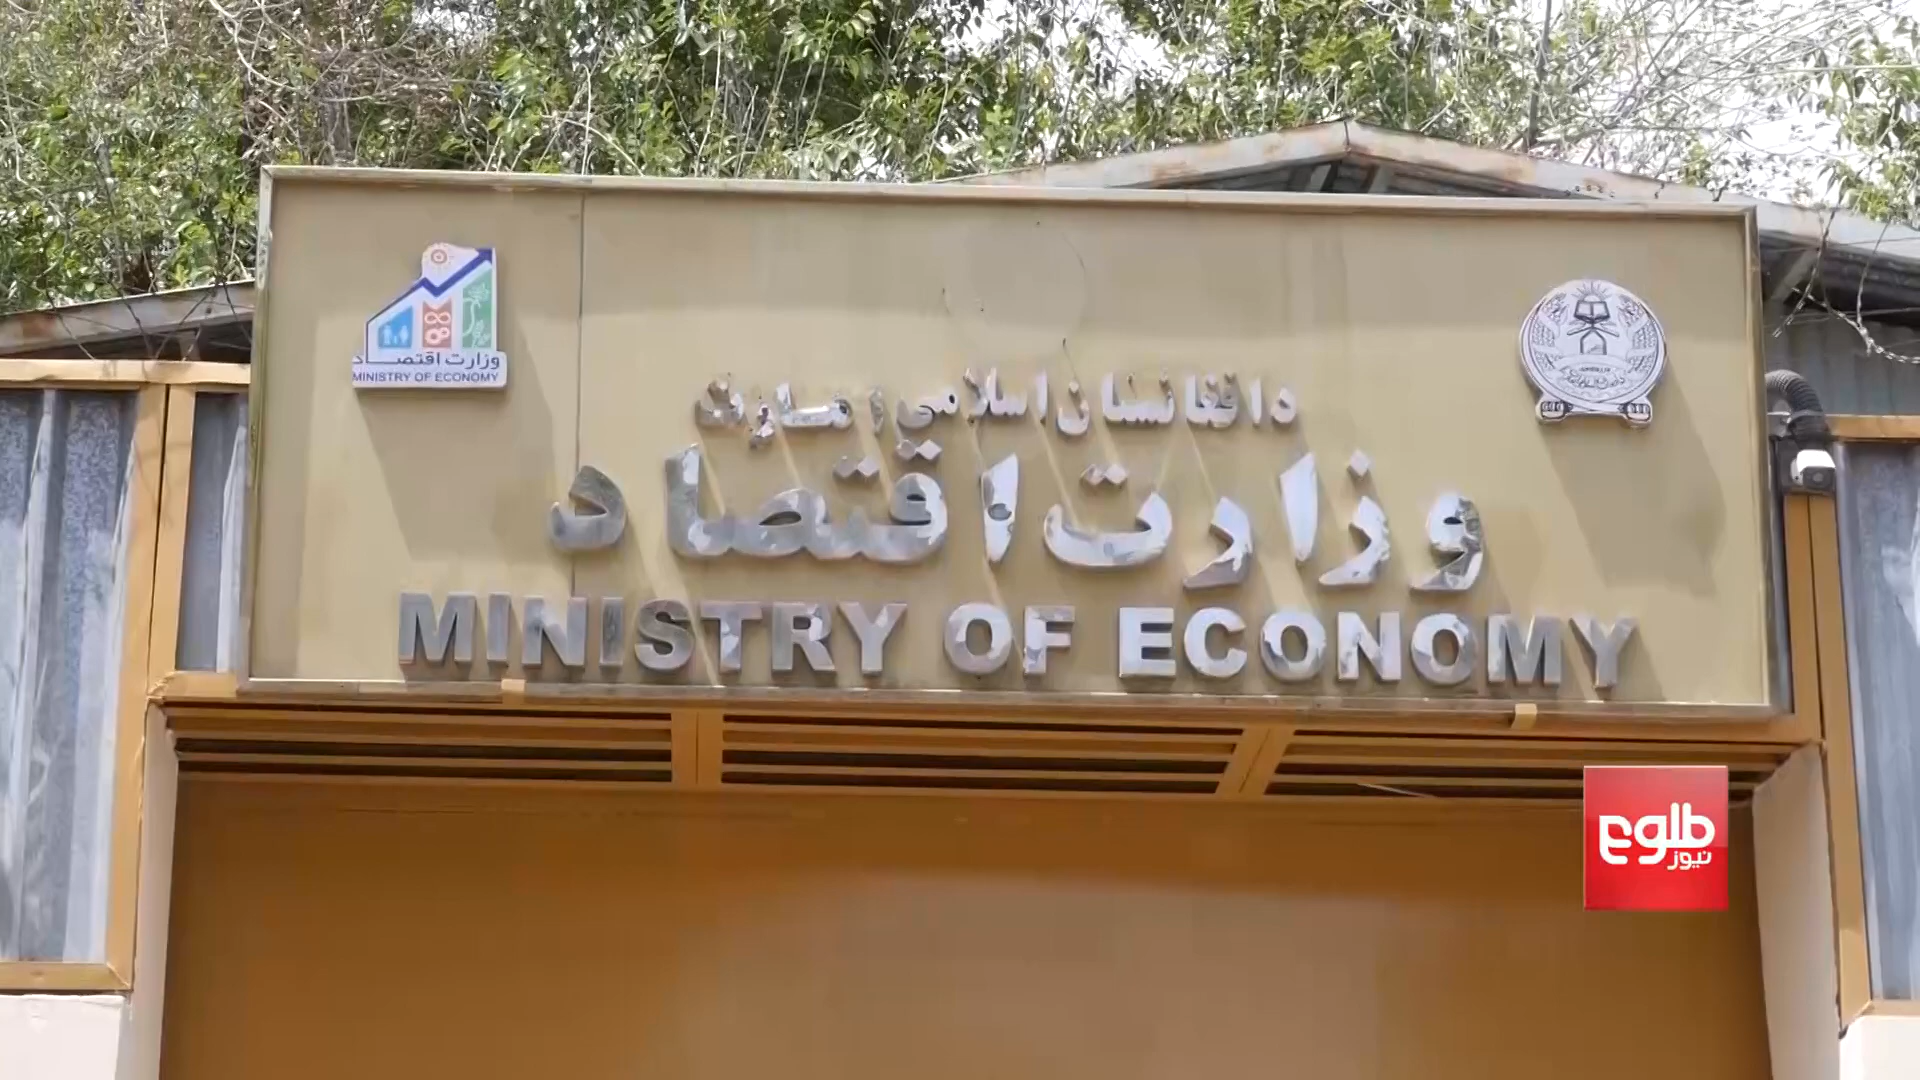 وزارت اقتصاد
MINISTRY OF ECONOMY
د افغانستان اسلامي امارت
وزارت اقتصاد
MINISTRY OF ECONOMY
طلوع
نیوز